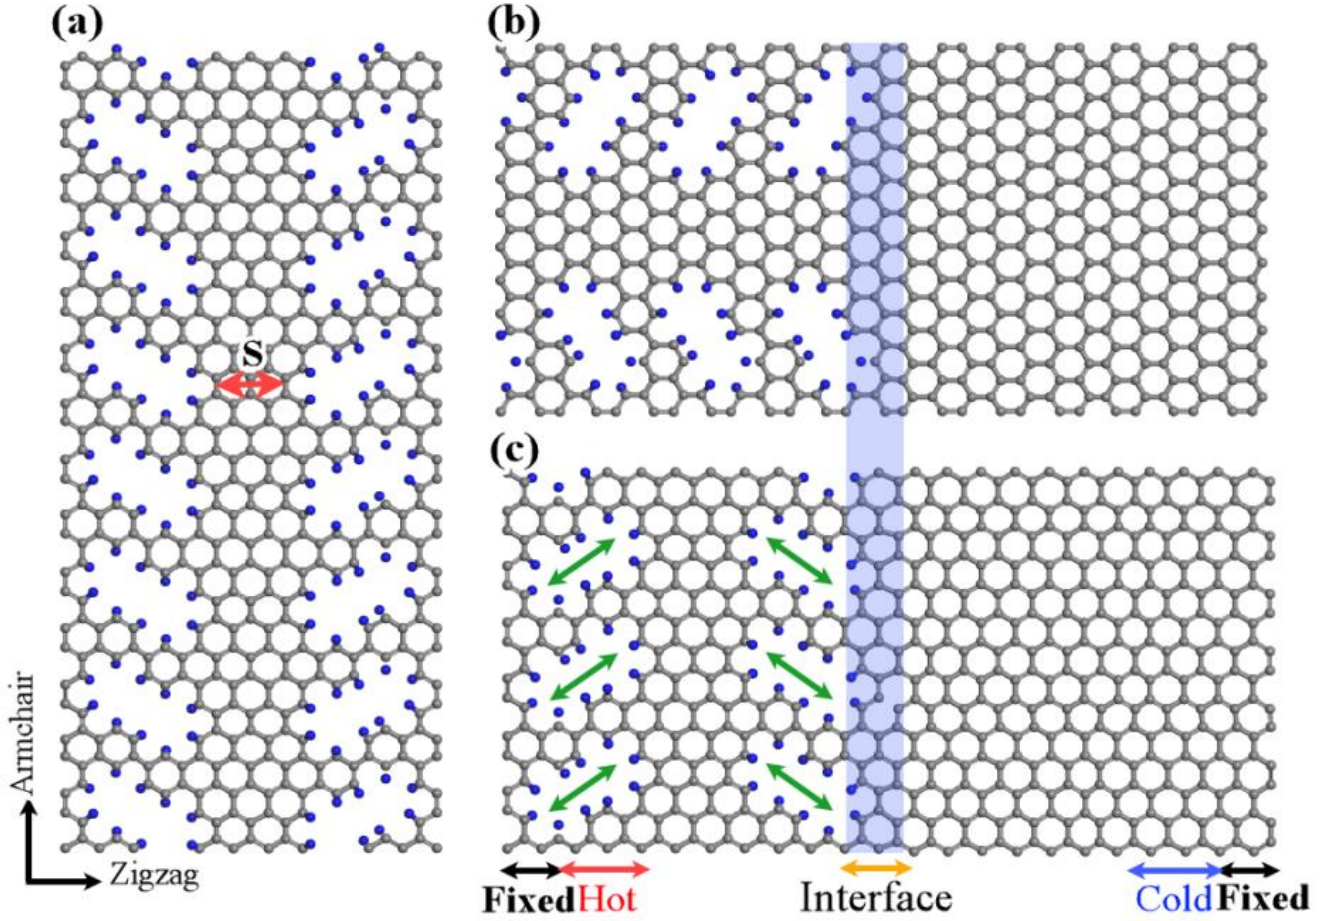 (a)
(b)
S
(c)
Armchair
Zigzag
Fixed Hot Interface Cold Fixed